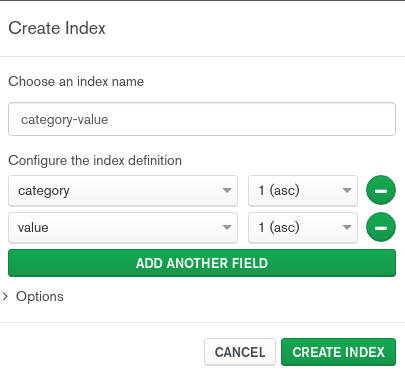 Create Index
Choose an index name
category-value
Configure the index definition
category 1 (asc)
value 1 (asc)
ADD ANOTHER FIELD
Options
CANCEL CREATE INDEX